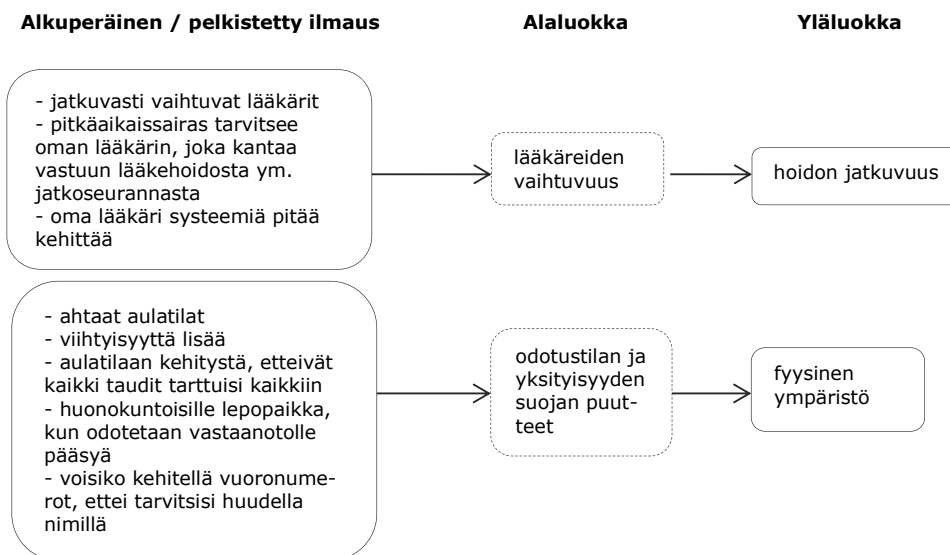 Alkuperäinen / pelkistetty ilmaus
Alaluokka
Yläluokka
- jatkuvasti vaihtuvat lääkärit
- pitkäaikaissairas tarvitsee
oman lääkärin, joka kantaa
vastuun lääkehoidosta ym.
jatkoseurannasta
- oma lääkäri systeemiä pitää
kehittää
lääkäreiden
vaihtuvuus
hoidon jatkuvuus
- ahtaat aulatilat
- viihtyisyyttä lisää
- aulatilaan kehitystä, etteivät
kaikki taudit tarttuisi kaikkiin
- huonokuntoisille lepopaikka,
kun odotetaan vastaanotolle
pääsyä
- voisiko kehitellä vuoronume-
rot, ettei tarvitsisi huudella
nimillä
odotustilan ja
yksityisyyden
suojan puut-
teet
fyysinen
ympäristö